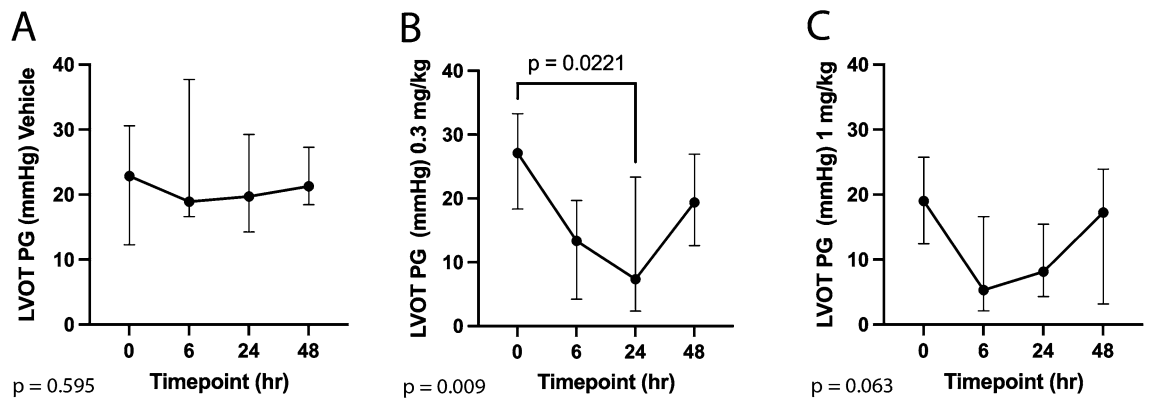 A
LVOT PG (mmHg) Vehicle
40
30
20
10
0
0 6 24 48
Timepoint (hr)
p = 0.595
B
LVOT PG (mmHg) 0.3 mg/kg
p = 0.0221
40
30
20
10
0
0 6 24 48
Timepoint (hr)
p = 0.009
C
LVOT PG (mmHg) 1 mg/kg
40
30
20
10
0
0 6 24 48
Timepoint (hr)
p = 0.063